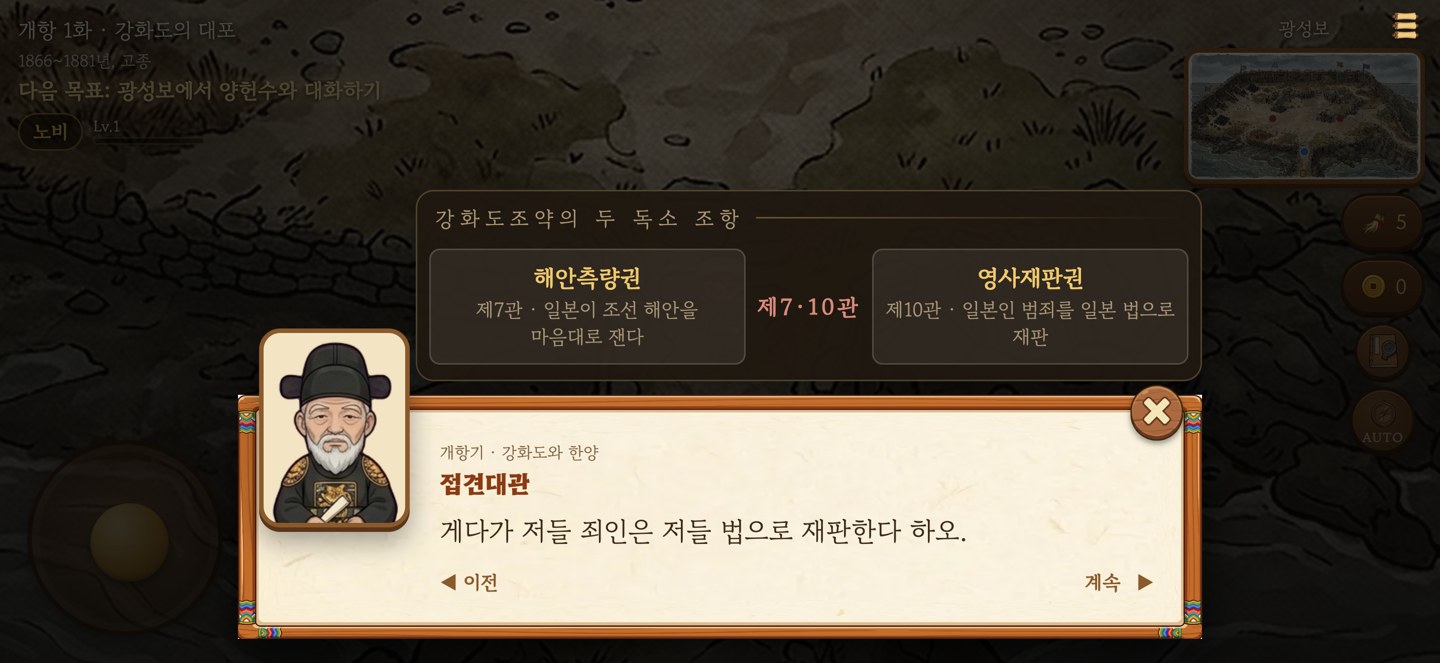 개항 1화 · 강화도의 대포
1866~1881년, 고종
다음 목표: 광성보에서 양헌수와 대화하기
노비 Lv.1
광성보
5
0
AUTO
강화도조약의 두 독소 조항
해안측량권
제7관 · 일본이 조선 해안을
마음대로 잰다
제7·10관
영사재판권
제10관 · 일본인 범죄를 일본 법으로
재판
개항기 · 강화도와 한양
접견대관
게다가 저들 죄인은 저들 법으로 재판한다 하오.
◀ 이전
계속 ▶